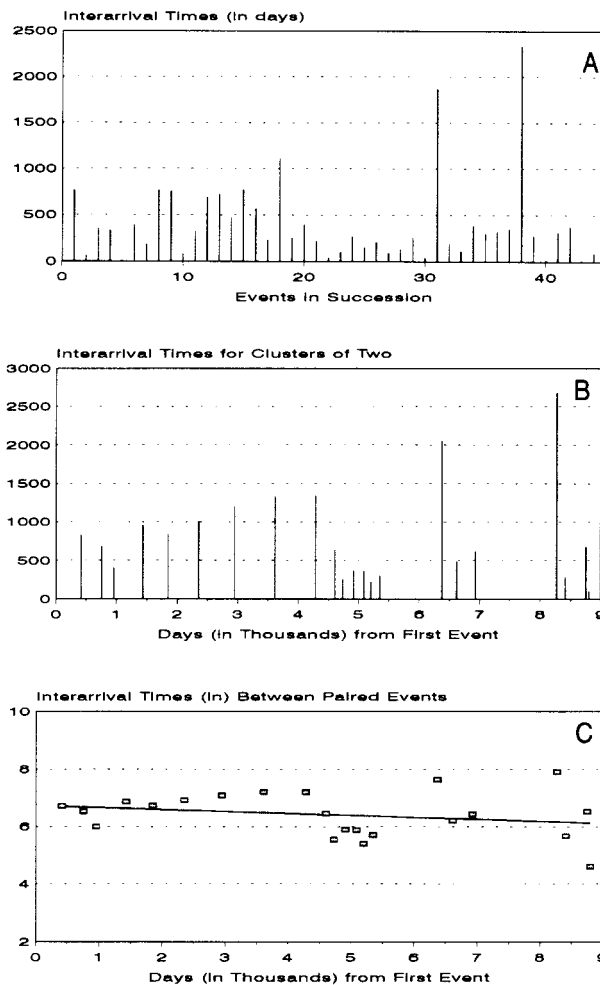 Interarrival Times (in days)
2500
2000
1500
1000
500
0
A
0 10 20 30 40
Events in Succession
Interarrival Times for Clusters of Two
3000
2500
2000
1500
1000
500
0
B
0 1 2 3 4 5 6 7 8 9
Days (in Thousands) from First Event
Interarrival Times (ln) Between Paired Events
10
8
6
4
2
C
0 1 2 3 4 5 6 7 8 9
Days (in Thousands) from First Event